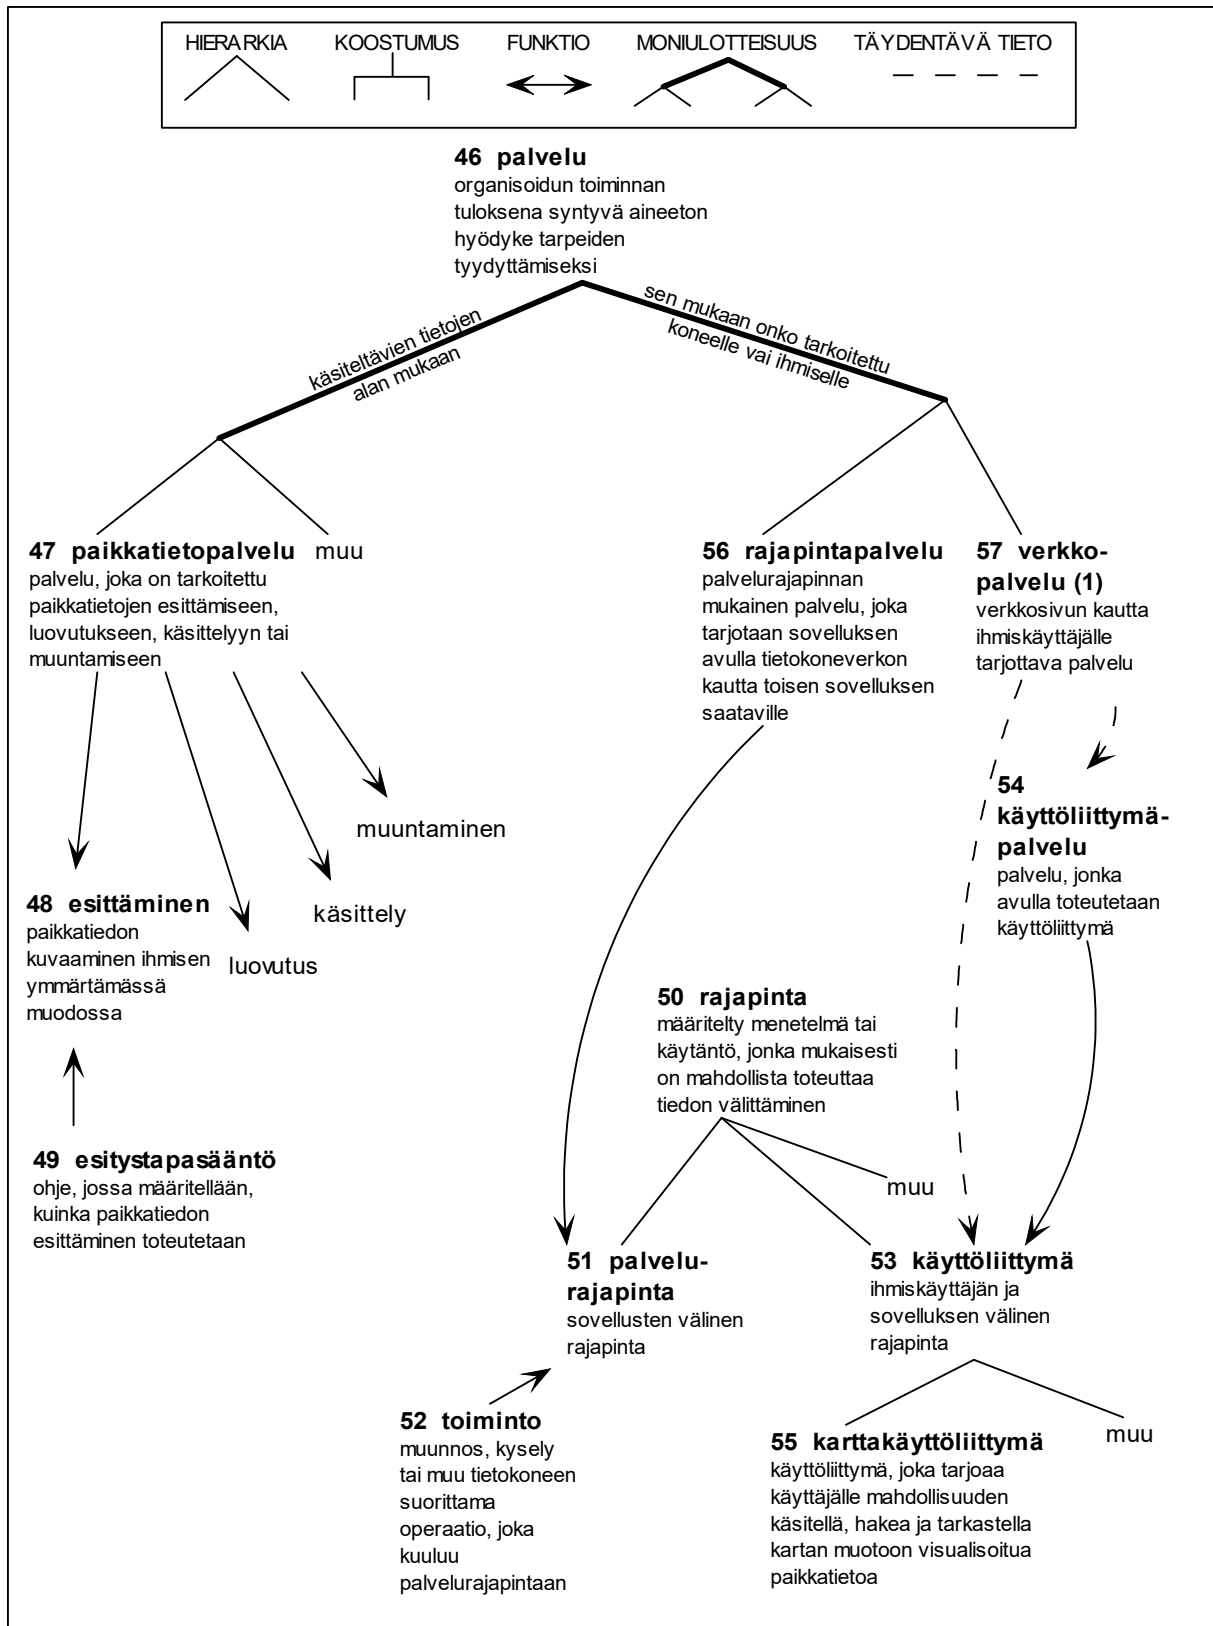 HIERARKIA KOOSTUMUS FUNKTIO MONIULOTTEISUUS TÄYDENTÄVÄ TIETO
46 palvelu
organisoidun toiminnan
tuloksena syntyvä aineeton
hyödyke tarpeiden
tyydyttämiseksi
käsiteltävien tietojen
alan mukaan
sen mukaan onko tarkoitettu
koneelle vai ihmiselle
47 paikkatietopalvelu
palvelu, joka on tarkoitettu
paikkatietojen esittämiseen,
luovutukseen, käsittelyyn tai
muuntamiseen
muu
56 rajapintapalvelu
palvelurajapinnan
mukainen palvelu, joka
tarjotaan sovelluksen
avulla tietokoneverkon
kautta toisen sovelluksen
saataville
57 verkko-
palvelu (1)
verkkosivun kautta
ihmiskäyttäjälle
tarjottava palvelu
54
käyttöliittymä-
palvelu
palvelu, jonka
avulla toteutetaan
käyttöliittymä
muuntaminen
käsittely
luovutus
48 esittäminen
paikkatiedon
kuvaaminen ihmisen
ymmärtämässä
muodossa
49 esitystapasääntö
ohje, jossa määritellään,
kuinka paikkatiedon
esittäminen toteutetaan
50 rajapinta
määritelty menetelmä tai
käytäntö, jonka mukaisesti
on mahdollista toteuttaa
tiedon välittäminen
muu
51 palvelu-
rajapinta
sovellusten välinen
rajapinta
53 käyttöliittymä
ihmiskäyttäjän ja
sovelluksen välinen
rajapinta
52 toiminto
muunnos, kysely
tai muu tietokoneen
suorittama
operaatio, joka
kuuluu
palvelurajapintaan
55 karttakäyttöliittymä
käyttöliittymä, joka tarjoaa
käyttäjälle mahdollisuuden
käsitellä, hakea ja tarkastella
kartan muotoon visualisoitua
paikkatietoa
muu